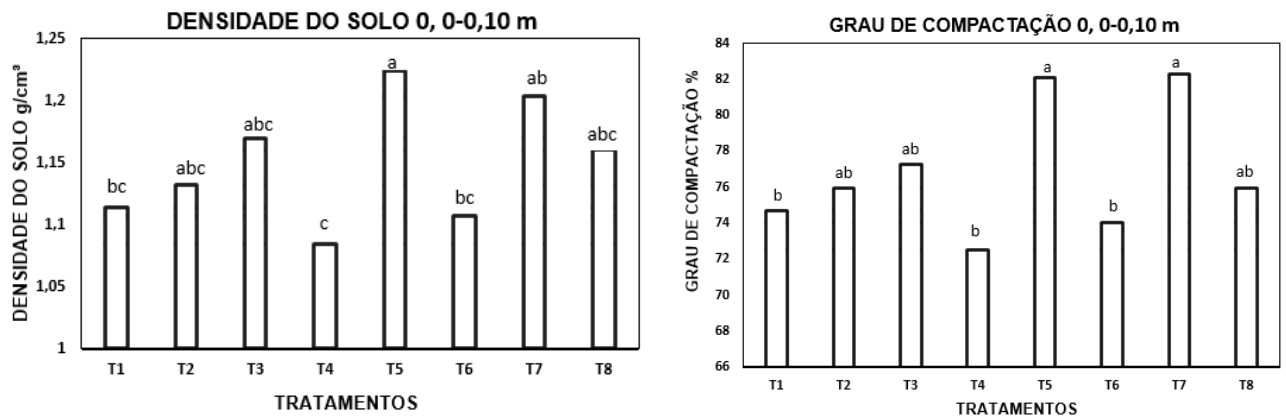 DENSIDADE DO SOLO 0, 0-0,10 m
DENSIDADE DO SOLO g/cm³
1,25
1,2
1,15
1,1
1,05
1
bc
abc
abc
c
a
bc
ab
abc
T1 T2 T3 T4 T5 T6 T7 T8
TRATAMENTOS
GRAU DE COMPACTAÇÃO 0, 0-0,10 m
GRAU DE COMPACTAÇÃO %
84
82
80
78
76
74
72
70
68
66
b
ab
ab
b
a
b
a
ab
T1 T2 T3 T4 T5 T6 T7 T8
TRATAMENTOS